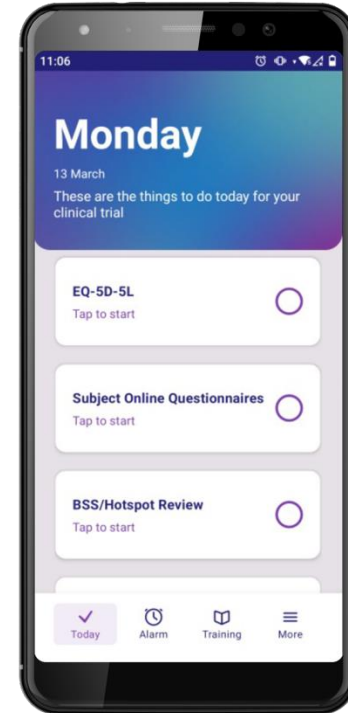 11:06
Monday
13 March
These are the things to do today for your
clinical trial
EQ-5D-5L
Tap to start
Subject Online Questionnaires
Tap to start
BSS/Hotspot Review
Tap to start
Today Alarm Training More